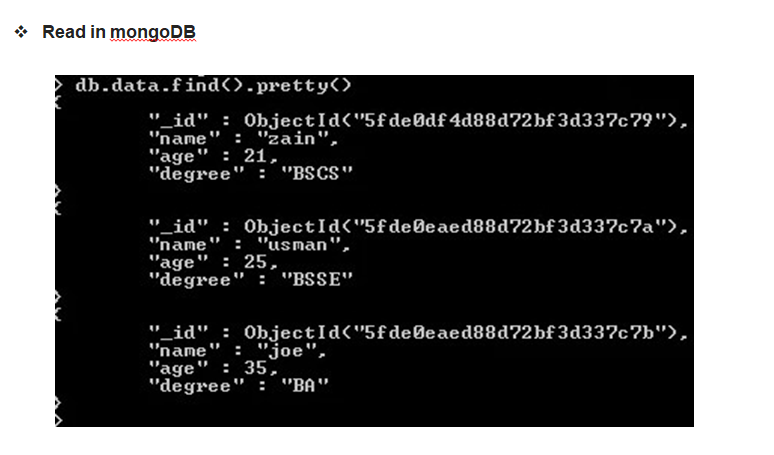 ❖ Read in mongoDB
> db.data.find().pretty()
{
"_id" : ObjectId("5fde0df4d88d72bf3d337c79"),
"name" : "zain",
"age" : 21,
"degree" : "BSCS"
}
{
"_id" : ObjectId("5fde0eaed88d72bf3d337c7a"),
"name" : "usman",
"age" : 25,
"degree" : "BSSE"
}
{
"_id" : ObjectId("5fde0eaed88d72bf3d337c7b"),
"name" : "joe",
"age" : 35,
"degree" : "BA"
}
>